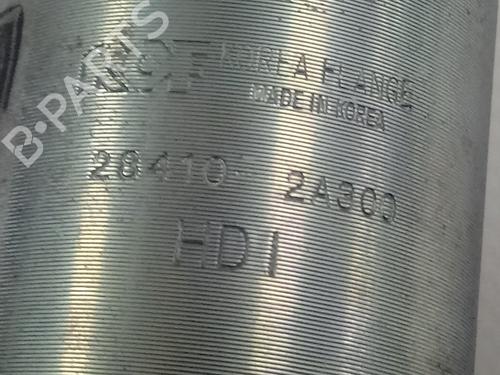 KOREA FLANGE
MADE IN KOREA
28410-2A300
HDI
B-PARTS